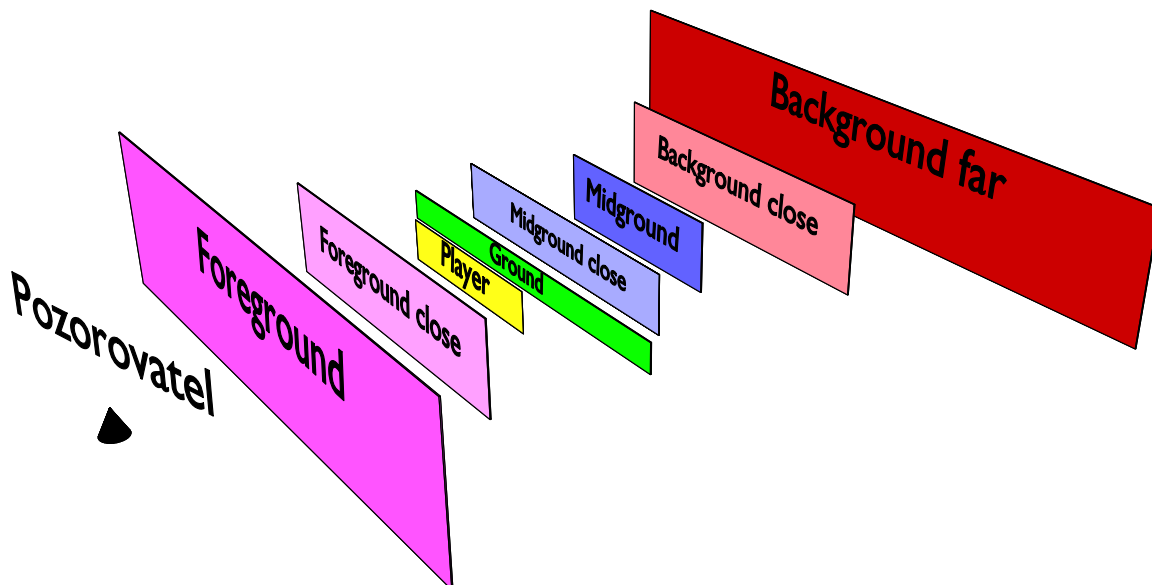 Pozorovatel
Foreground
Foreground close
Player
Ground
Midground close
Midground
Background close
Background far